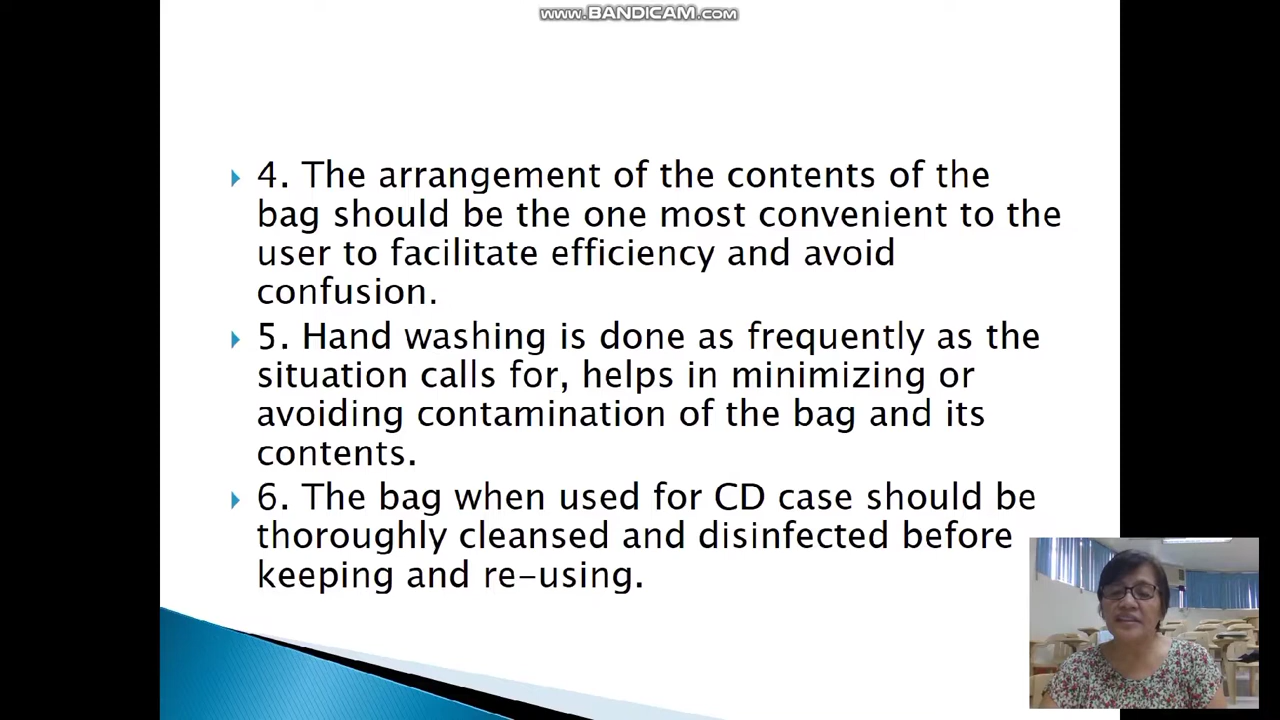 www.BANDICAM.com
4. The arrangement of the contents of the
bag should be the one most convenient to the
user to facilitate efficiency and avoid
confusion.
5. Hand washing is done as frequently as the
situation calls for, helps in minimizing or
avoiding contamination of the bag and its
contents.
6. The bag when used for CD case should be
thoroughly cleansed and disinfected before
keeping and re-using.